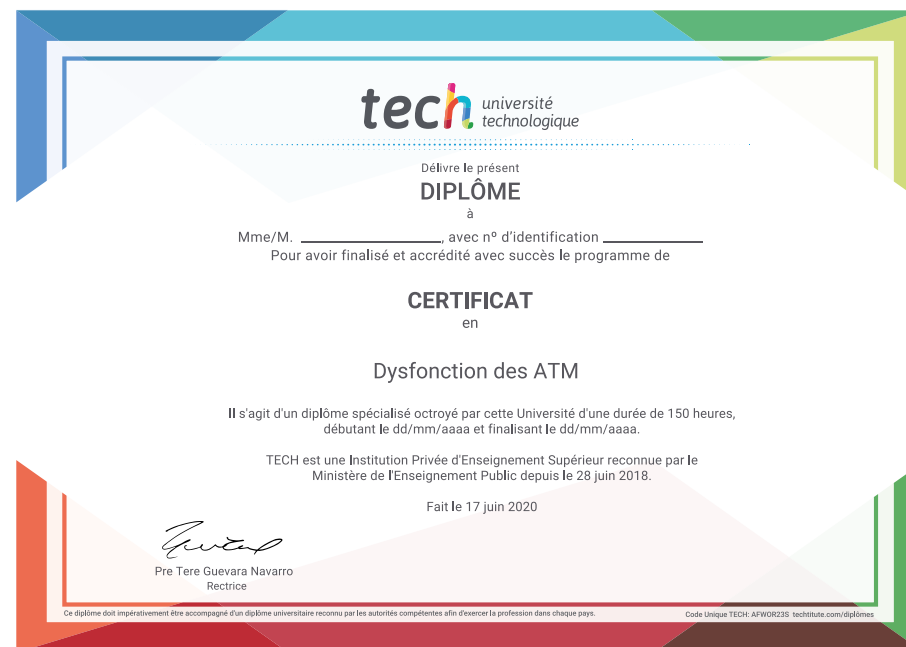 tech université
technologique
Délivre le présent
DIPLÔME
à
Mme/M. ____________________, avec nº d'identification ______________
Pour avoir finalisé et accrédité avec succès le programme de
CERTIFICAT
en
Dysfonction des ATM
Il s'agit d'un diplôme spécialisé octroyé par cette Université d'une durée de 150 heures,
débutant le dd/mm/aaaa et finalisant le dd/mm/aaaa.
TECH est une Institution Privée d'Enseignement Supérieur reconnue par le
Ministère de l'Enseignement Public depuis le 28 juin 2018.
Fait le 17 juin 2020
Pre Tere Guevara Navarro
Rectrice
Ce diplôme doit impérativement être accompagné d'un diplôme universitaire reconnu par les autorités compétentes afin d'exercer la profession dans chaque pays.
Code Unique TECH: AFWOR23S techtitute.com/diplômes